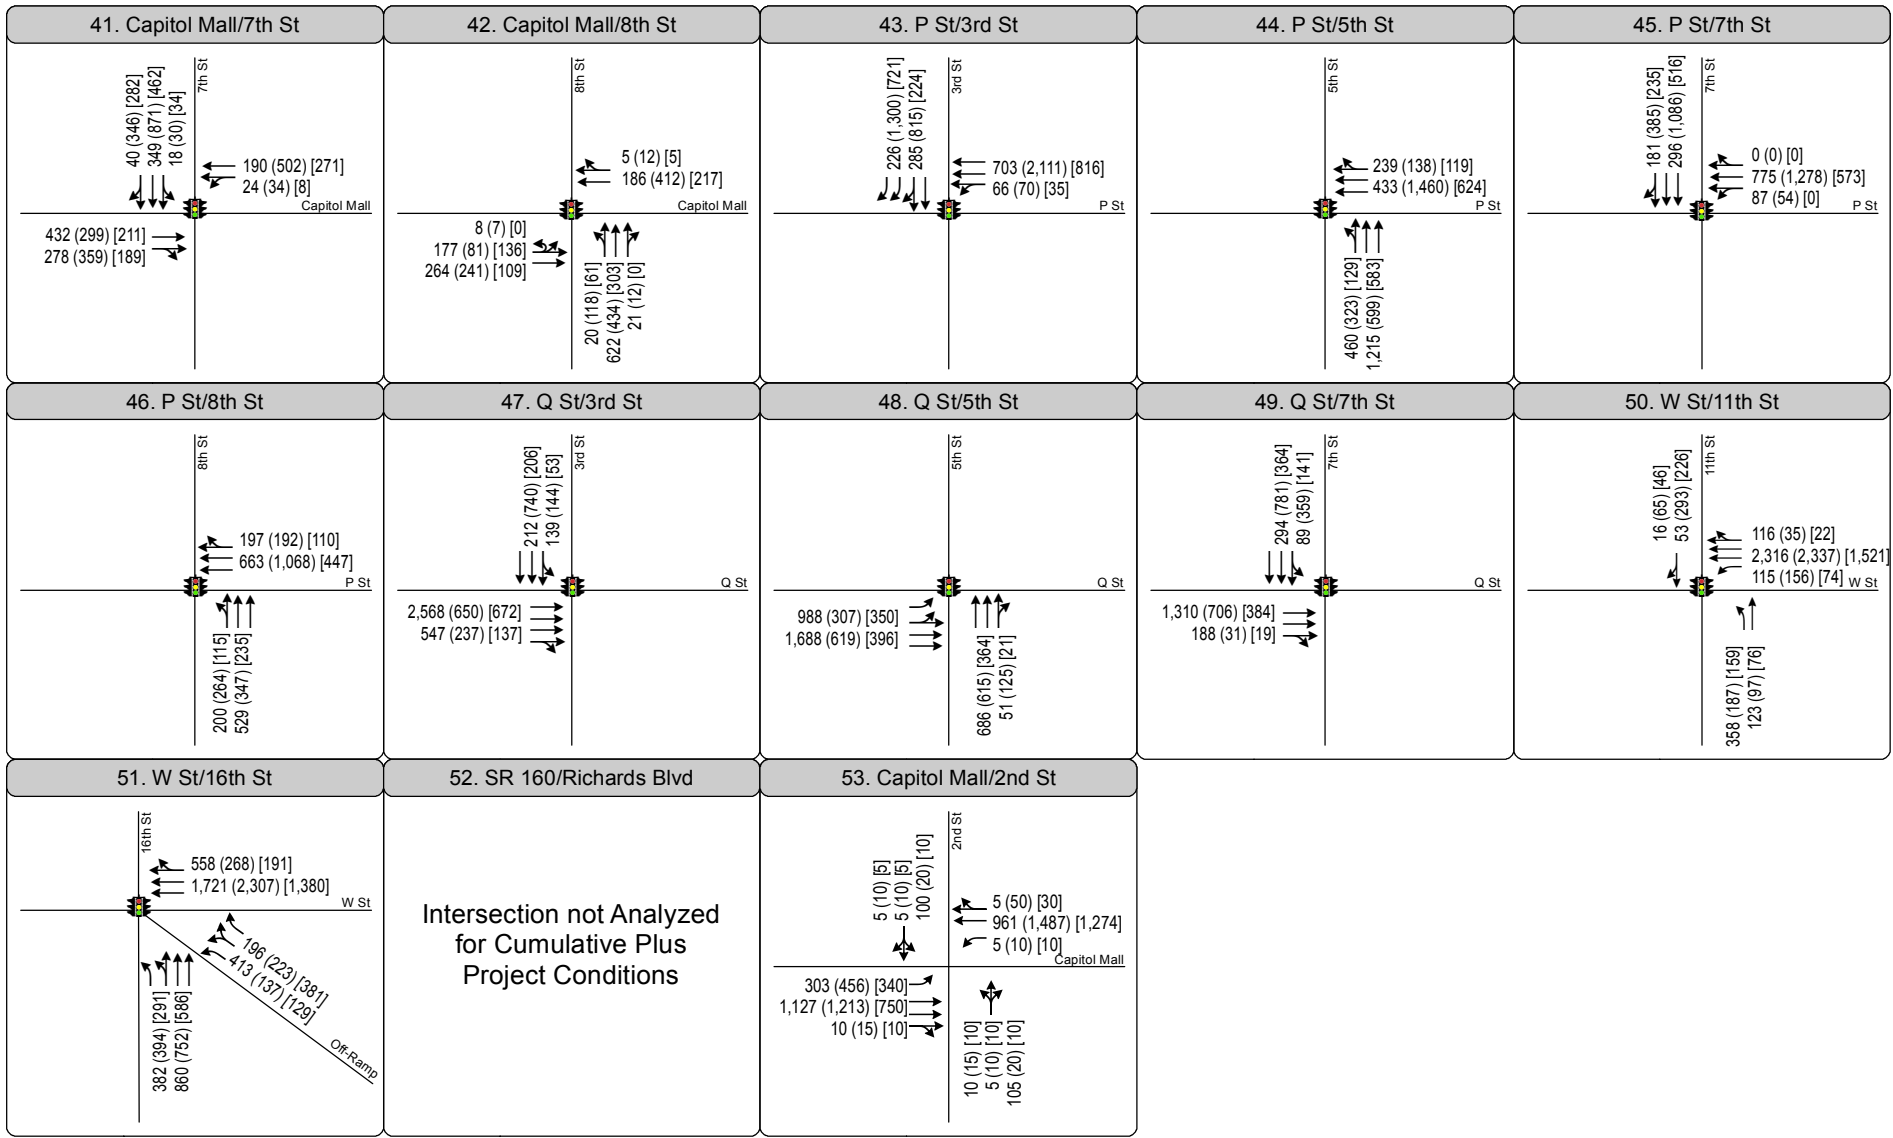 41. Capitol Mall/7th St
7th St
40 (346) [282]
349 (871) [462]
18 (30) [34]
190 (502) [271]
24 (34) [8]
Capitol Mall
432 (299) [211]
278 (359) [189]
42. Capitol Mall/8th St
8th St
5 (12) [5]
186 (412) [217]
Capitol Mall
8 (7) [0]
177 (81) [136]
264 (241) [109]
20 (118) [61]
622 (434) [303]
21 (12) [0]
43. P St/3rd St
3rd St
226 (1,300) [721]
285 (815) [224]
703 (2,111) [816]
66 (70) [35]
P St
44. P St/5th St
5th St
239 (138) [119]
433 (1,460) [624]
P St
460 (323) [129]
1,215 (599) [583]
45. P St/7th St
7th St
181 (385) [235]
296 (1,086) [516]
0 (0) [0]
775 (1,278) [573]
87 (54) [0]
P St
46. P St/8th St
8th St
197 (192) [110]
663 (1,068) [447]
P St
200 (264) [115]
529 (347) [235]
47. Q St/3rd St
3rd St
212 (740) [206]
139 (144) [53]
Q St
2,568 (650) [672]
547 (237) [137]
48. Q St/5th St
5th St
Q St
988 (307) [350]
1,688 (619) [396]
686 (615) [364]
51 (125) [21]
49. Q St/7th St
7th St
294 (781) [364]
89 (359) [141]
Q St
1,310 (706) [384]
188 (31) [19]
50. W St/11th St
11th St
16 (65) [46]
53 (293) [226]
116 (35) [22]
2,316 (2,337) [1,521]
115 (156) [74]
W St
358 (187) [159]
123 (97) [76]
51. W St/16th St
16th St
558 (268) [191]
1,721 (2,307) [1,380]
W St
196 (223) [381]
413 (137) [129]
Off-Ramp
382 (394) [291]
860 (752) [586]
52. SR 160/Richards Blvd
Intersection not Analyzed
for Cumulative Plus
Project Conditions
53. Capitol Mall/2nd St
2nd St
5 (10) [5]
5 (10) [5]
100 (20) [10]
5 (50) [30]
961 (1,487) [1,274]
5 (10) [10]
Capitol Mall
303 (456) [340]
1,127 (1,213) [750]
10 (15) [10]
10 (15) [10]
5 (10) [10]
105 (20) [10]